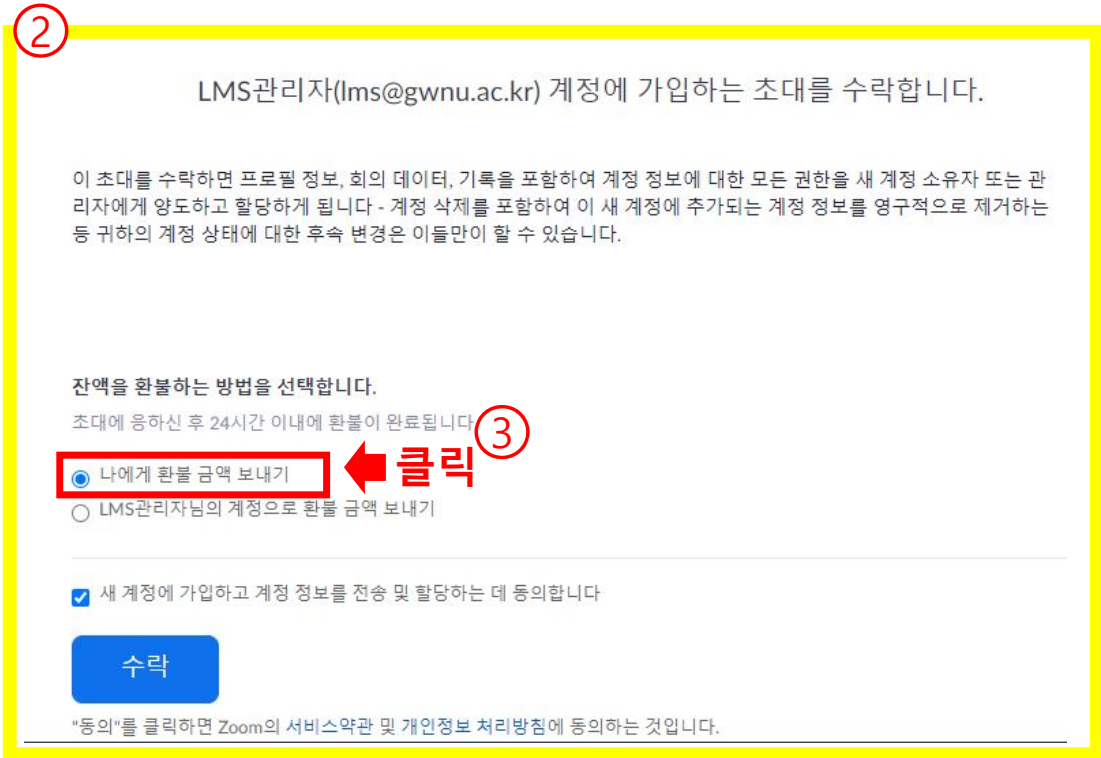 ②
LMS관리자(lms@gwnu.ac.kr) 계정에 가입하는 초대를 수락합니다.
이 초대를 수락하면 프로필 정보, 회의 데이터, 기록을 포함하여 계정 정보에 대한 모든 권한을 새 계정 소유자 또는 관
리자에게 양도하고 할당하게 됩니다 - 계정 삭제를 포함하여 이 새 계정에 추가되는 계정 정보를 영구적으로 제거하는
등 귀하의 계정 상태에 대한 후속 변경은 이들만이 할 수 있습니다.
잔액을 환불하는 방법을 선택합니다.
초대에 응하신 후 24시간 이내에 환불이 완료됩니다
③
나에게 환불 금액 보내기
클릭
LMS관리자님의 계정으로 환불 금액 보내기
새 계정에 가입하고 계정 정보를 전송 및 할당하는 데 동의합니다
수락
"동의"를 클릭하면 Zoom의 서비스약관 및 개인정보 처리방침에 동의하는 것입니다.